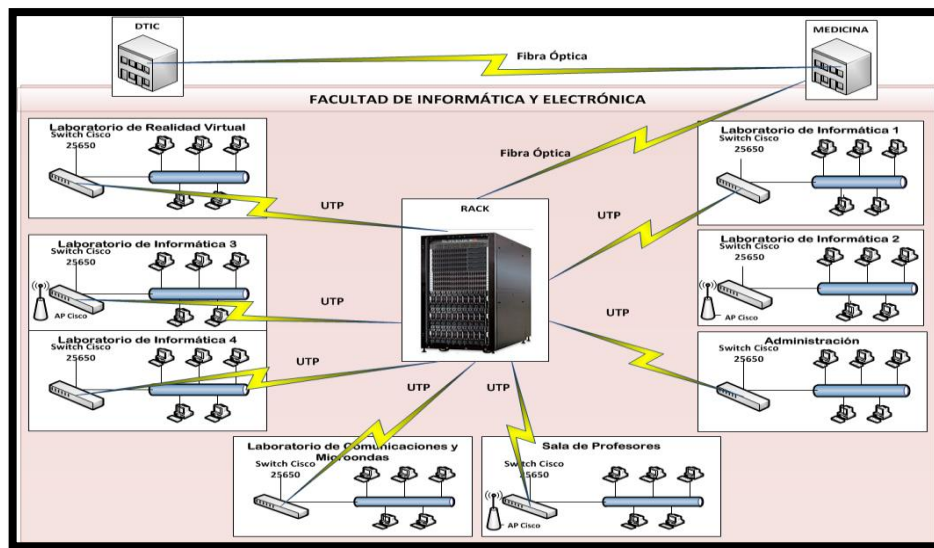 DTIC
MEDICINA
Fibra Óptica
FACULTAD DE INFORMÁTICA Y ELECTRÓNICA
Laboratorio de Realidad Virtual
Switch Cisco
25650
Laboratorio de Informática 1
Switch Cisco
25650
Fibra Óptica
UTP
RACK
UTP
Laboratorio de Informática 3
Switch Cisco
25650
AP Cisco
UTP
Laboratorio de Informática 2
Switch Cisco
25650
AP Cisco
UTP
Laboratorio de Informática 4
Switch Cisco
25650
UTP
Administración
Switch Cisco
25650
UTP
UTP
Laboratorio de Comunicaciones y
Microondas
Switch Cisco
25650
Sala de Profesores
Switch Cisco
25650
AP Cisco